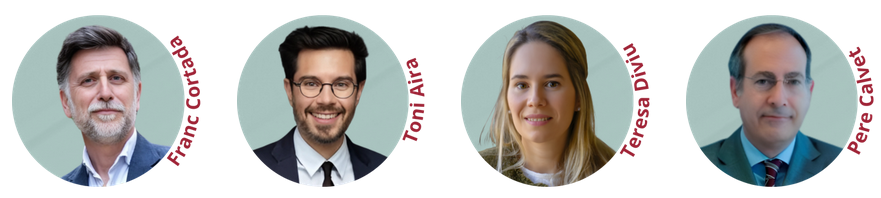 Franc Cortada
Toni Aira
Teresa Diviu
Pere Calvet